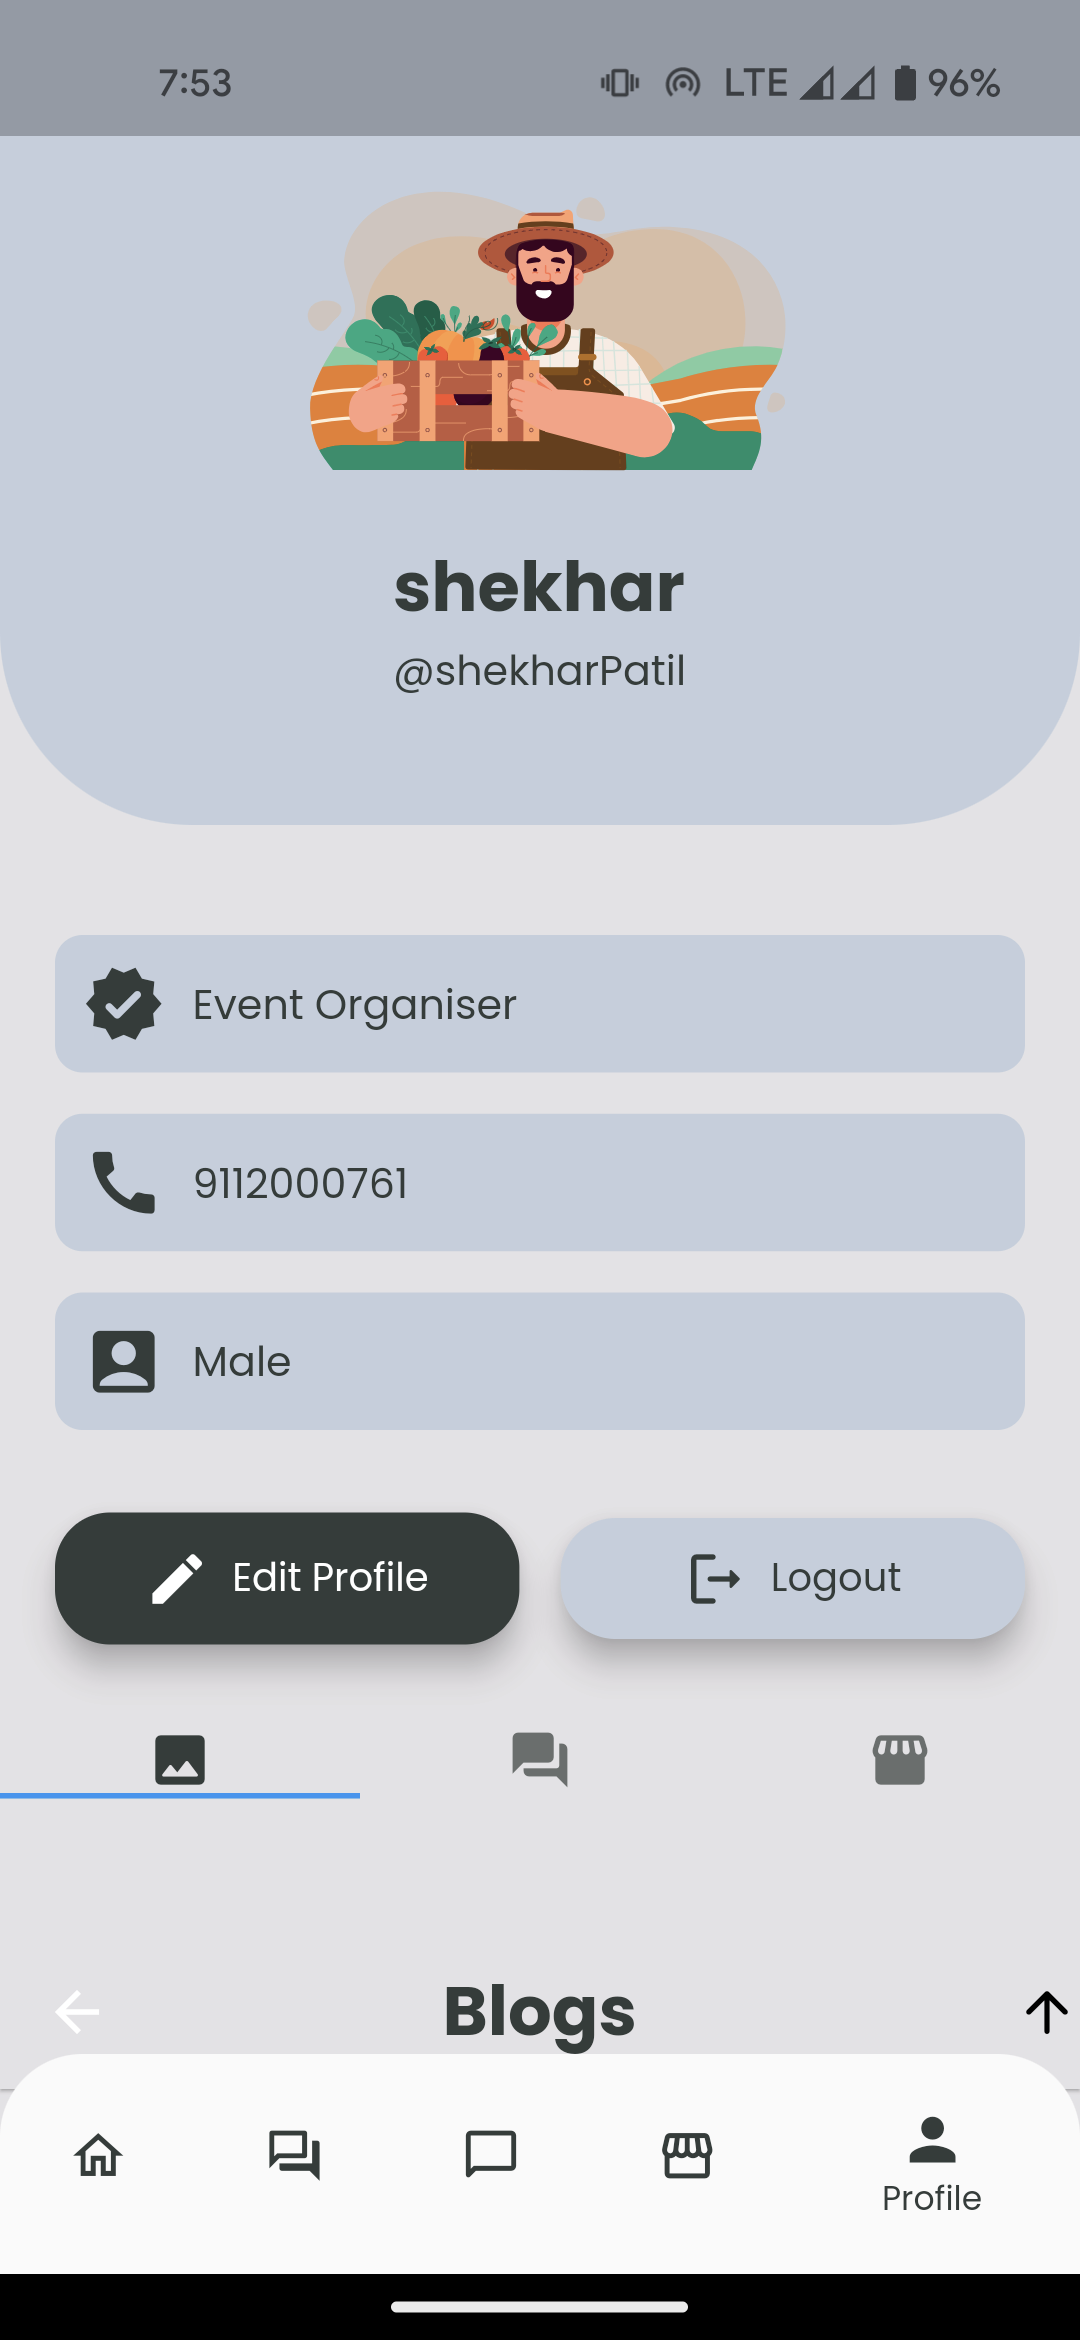 7:53
LTE
96%
shekhar
@shekharPatil
Event Organiser
9112000761
Male
Edit Profile
Logout
Blogs
Profile